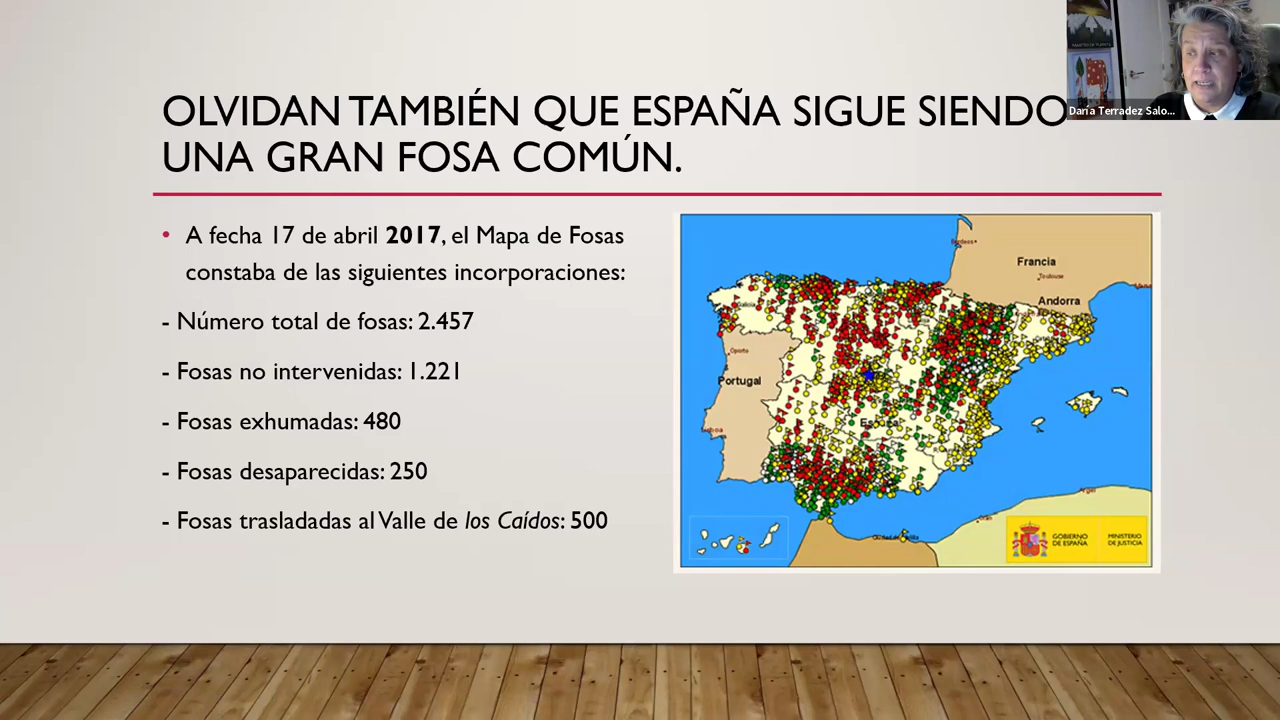 OLVIDAN TAMBIÉN QUE ESPAÑA SIGUE SIENDO
UNA GRAN FOSA COMÚN.
Daría Terradez Salo...
• A fecha 17 de abril 2017, el Mapa de Fosas
constaba de las siguientes incorporaciones:
- Número total de fosas: 2.457
- Fosas no intervenidas: 1.221
- Fosas exhumadas: 480
- Fosas desaparecidas: 250
- Fosas trasladadas al Valle de los Caídos: 500
Francia
Toulouse
Andorra
Oporto
Portugal
Argel
GOBIERNO
DE ESPAÑA
MINISTERIO
DE JUSTICIA